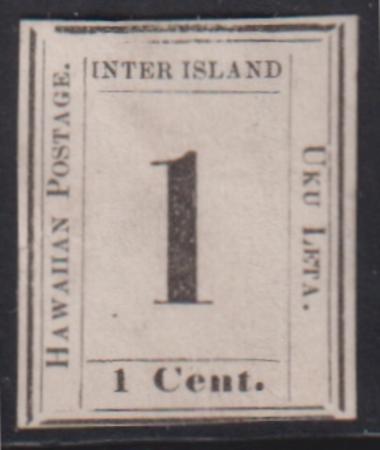 INTER ISLAND
HAWAIIAN POSTAGE.
1
UKU LETA.
1 Cent.